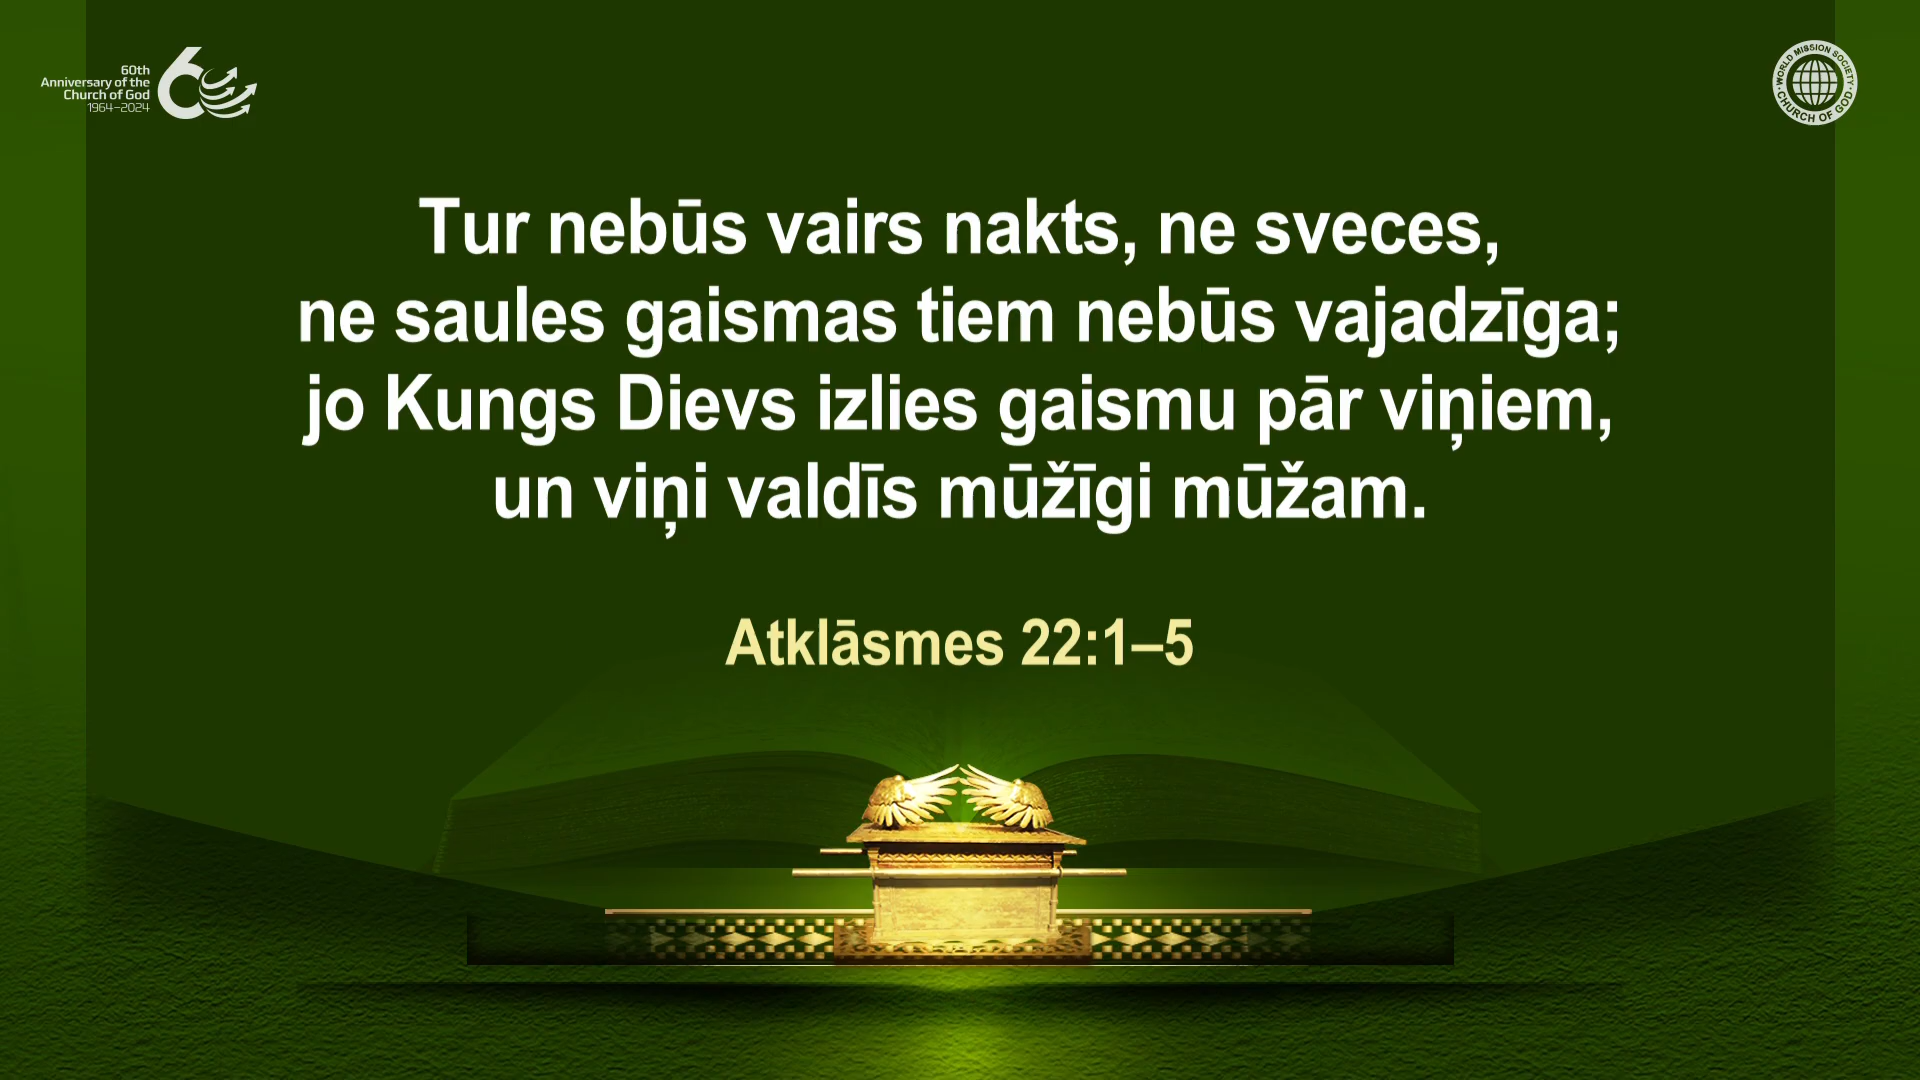 60th
Anniversary of the
Church of God
1964–2024
WORLD MISSION SOCIETY
CHURCH OF GOD
Tur nebūs vairs nakts, ne sveces,
ne saules gaismas tiem nebūs vajadzīga;
jo Kungs Dievs izlies gaismu pār viņiem,
un viņi valdīs mūžīgi mūžam.
Atklāsmes 22:1–5